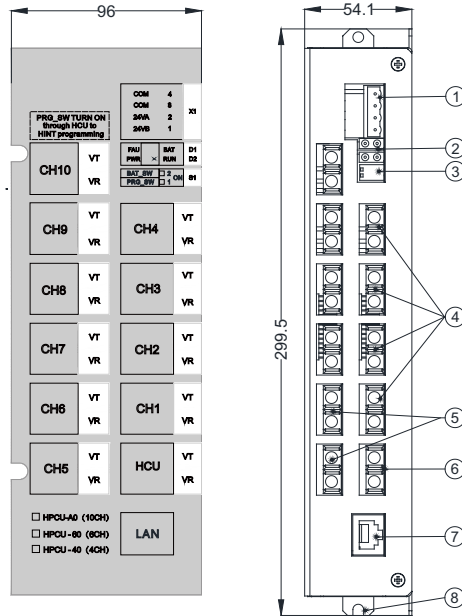 96
54.1
299.5
COM 4
COM 3
24VA 2
24VB 1
X1
PRG_SW TURN ON
through HCU to
HINT programming
FAU BAT D1
PWR × RUN D2
BAT_SW 2
PRG_SW 1
ON
S1
CH10 VT VR
CH9 VT VR
CH4 VT VR
CH8 VT VR
CH3 VT VR
CH7 VT VR
CH2 VT VR
CH6 VT VR
CH1 VT VR
CH5 VT VR
HCU VT VR
HPCU-A0 (10CH)
HPCU-60 (6CH)
HPCU-40 (4CH)
LAN
1
2
3
4
5
6
7
8